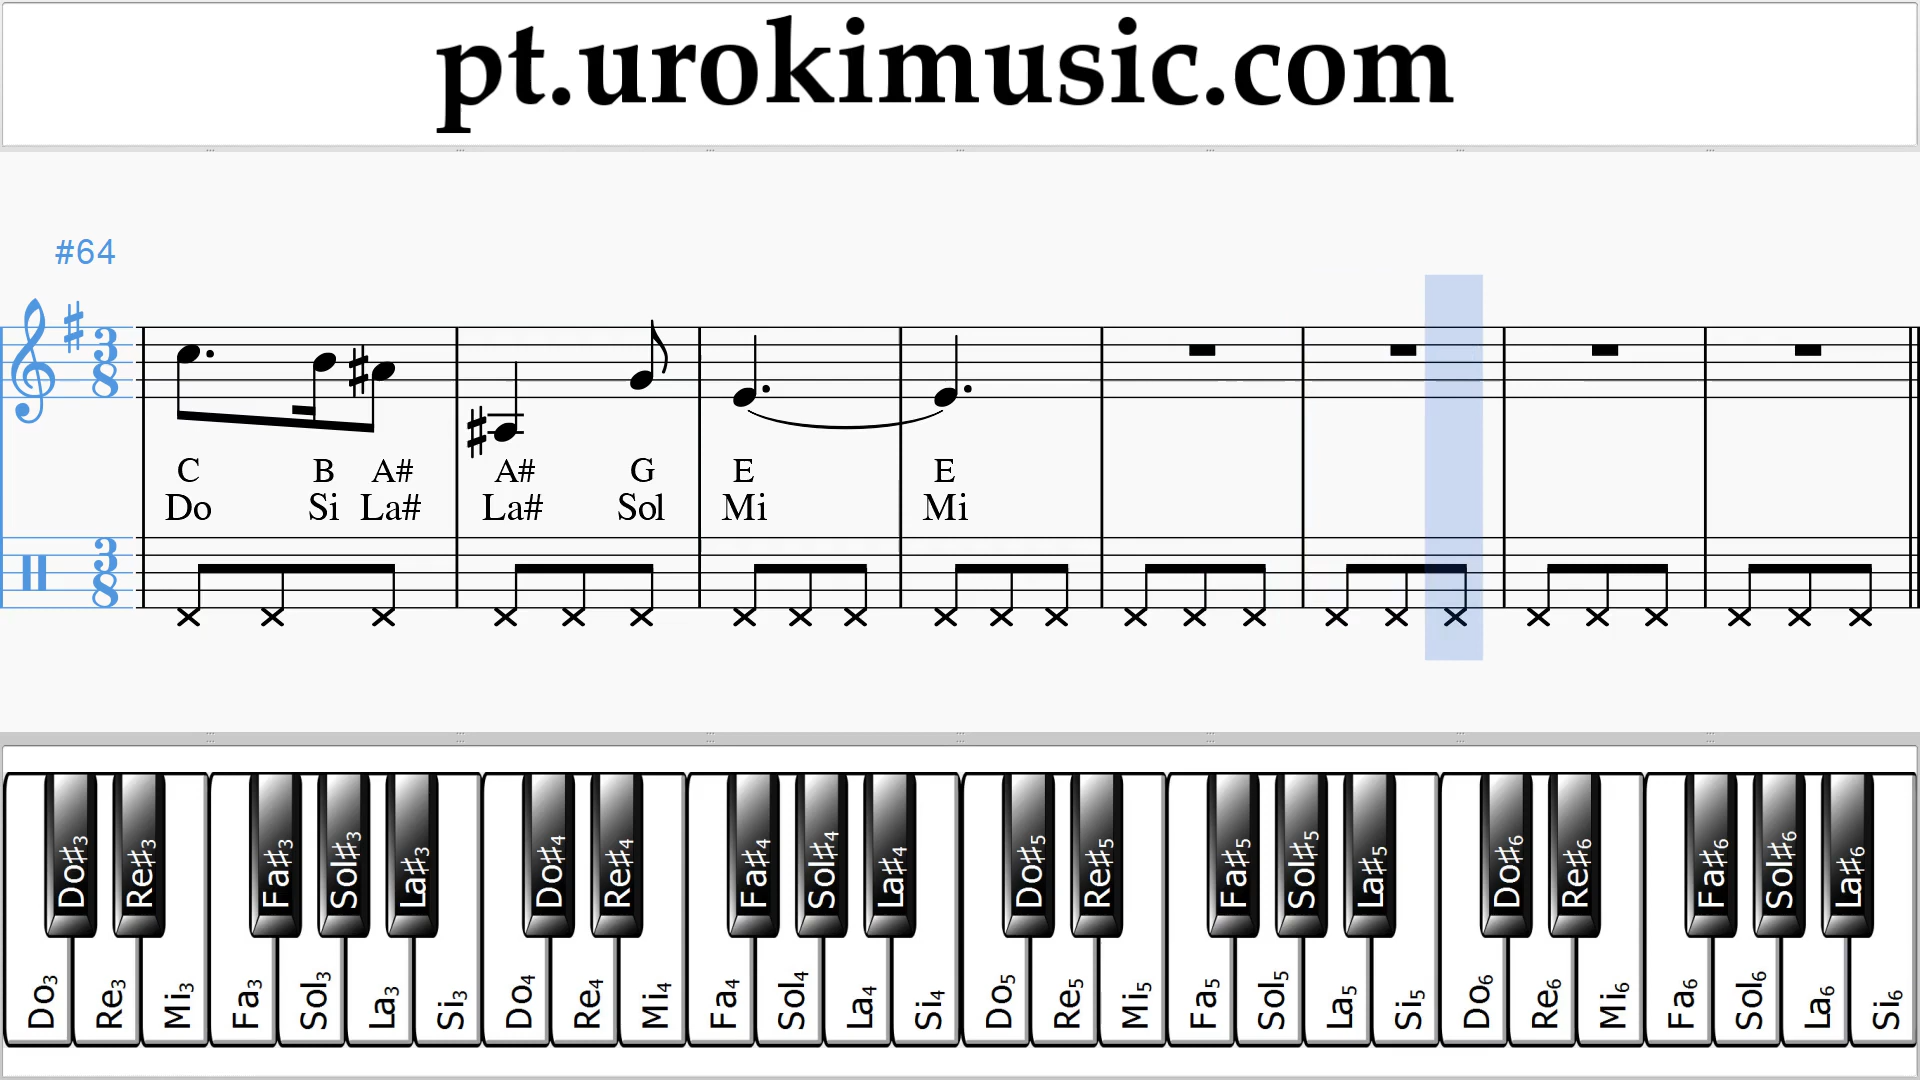 pt.urokimusic.com
#64
3 8
C B A# A# G E E
Do Si La# La# Sol Mi Mi
3 8
Do#3 Re#3 Fa#3 Sol#3 La#3 Do#4 Re#4 Fa#4 Sol#4 La#4 Do#5 Re#5 Fa#5 Sol#5 La#5 Do#6 Re#6 Fa#6 Sol#6 La#6
Do3 Re3 Mi3 Fa3 Sol3 La3 Si3 Do4 Re4 Mi4 Fa4 Sol4 La4 Si4 Do5 Re5 Mi5 Fa5 Sol5 La5 Si5 Do6 Re6 Mi6 Fa6 Sol6 La6 Si6